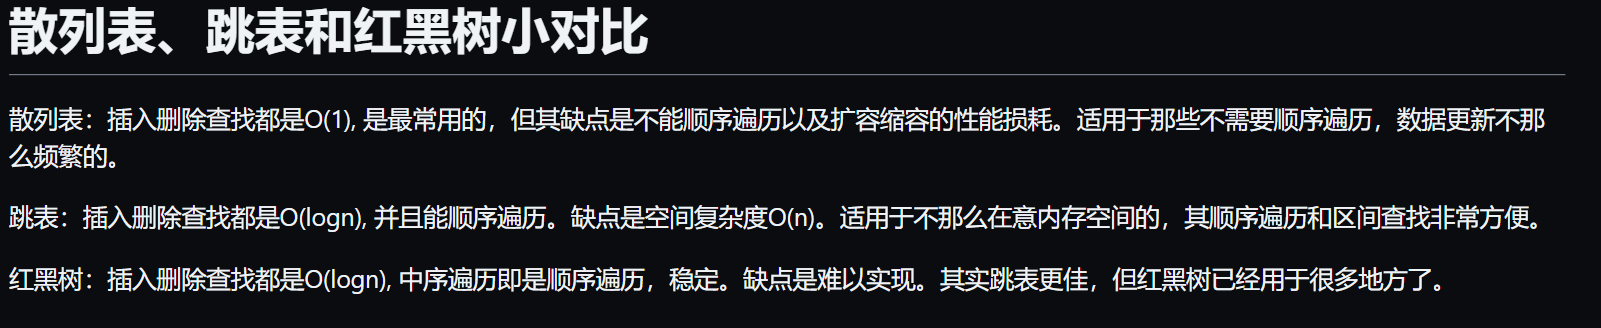 散列表、跳表和红黑树小对比
散列表：插入删除查找都是O(1), 是最常用的，但其缺点是不能顺序遍历以及扩容缩容的性能损耗。适用于那些不需要顺序遍历，数据更新不那
么频繁的。
跳表：插入删除查找都是O(logn), 并且能顺序遍历。缺点是空间复杂度O(n)。适用于不那么在意内存空间的，其顺序遍历和区间查找非常方便。
红黑树：插入删除查找都是O(logn), 中序遍历即是顺序遍历，稳定。缺点是难以实现。其实跳表更佳，但红黑树已经用于很多地方了。